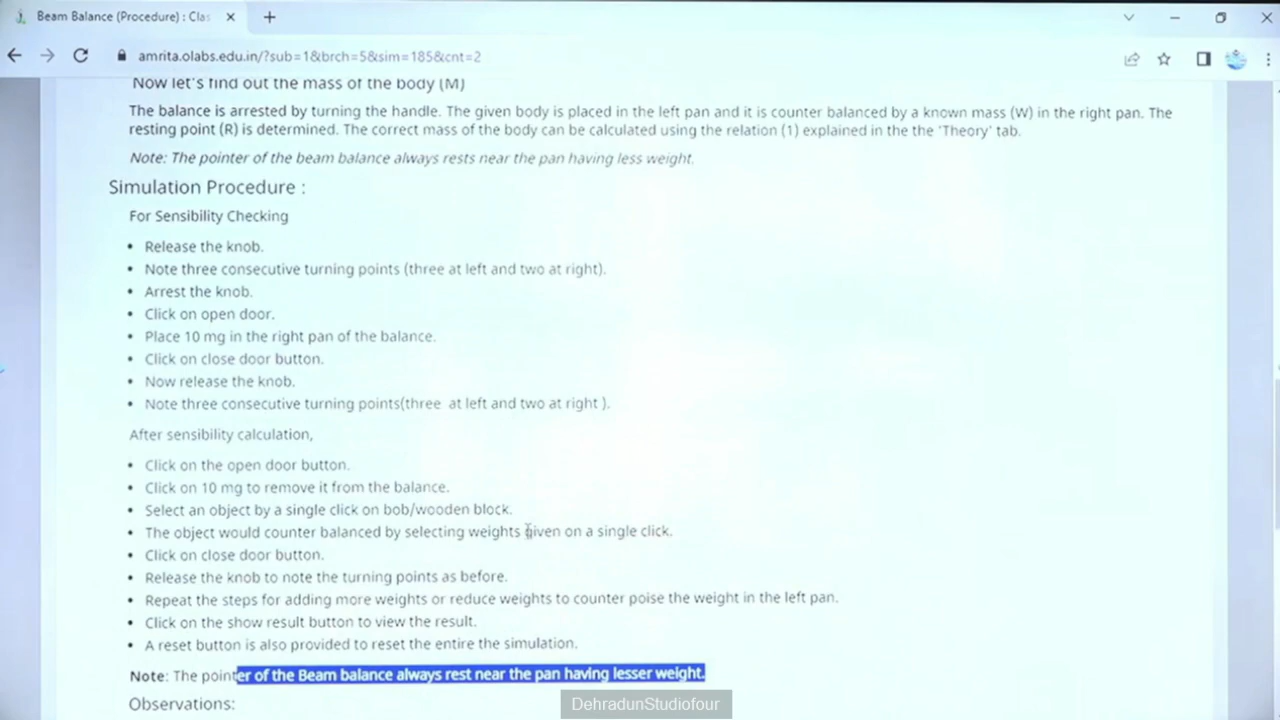 Beam Balance (Procedure) : Clas
amrita.olabs.edu.in/?sub=1&brch=5&sim=185&cnt=2
Now let's find out the mass of the body (M)
The balance is arrested by turning the handle. The given body is placed in the left pan and it is counter balanced by a known mass (W) in the right pan. The
resting point (R) is determined. The correct mass of the body can be calculated using the relation (1) explained in the the 'Theory' tab.
Note: The pointer of the beam balance always rests near the pan having less weight.
Simulation Procedure :
For Sensibility Checking
• Release the knob.
• Note three consecutive turning points (three at left and two at right).
• Arrest the knob.
• Click on open door.
• Place 10 mg in the right pan of the balance.
• Click on close door button.
• Now release the knob.
• Note three consecutive turning points(three at left and two at right ).
After sensibility calculation,
• Click on the open door button.
• Click on 10 mg to remove it from the balance.
• Select an object by a single click on bob/wooden block.
• The object would counter balanced by selecting weights given on a single click.
• Click on close door button.
• Release the knob to note the turning points as before.
• Repeat the steps for adding more weights or reduce weights to counter poise the weight in the left pan.
• Click on the show result button to view the result.
• A reset button is also provided to reset the entire the simulation.
Note: The pointer of the Beam balance always rest near the pan having lesser weight.
Observations:
DehradunStudiofour